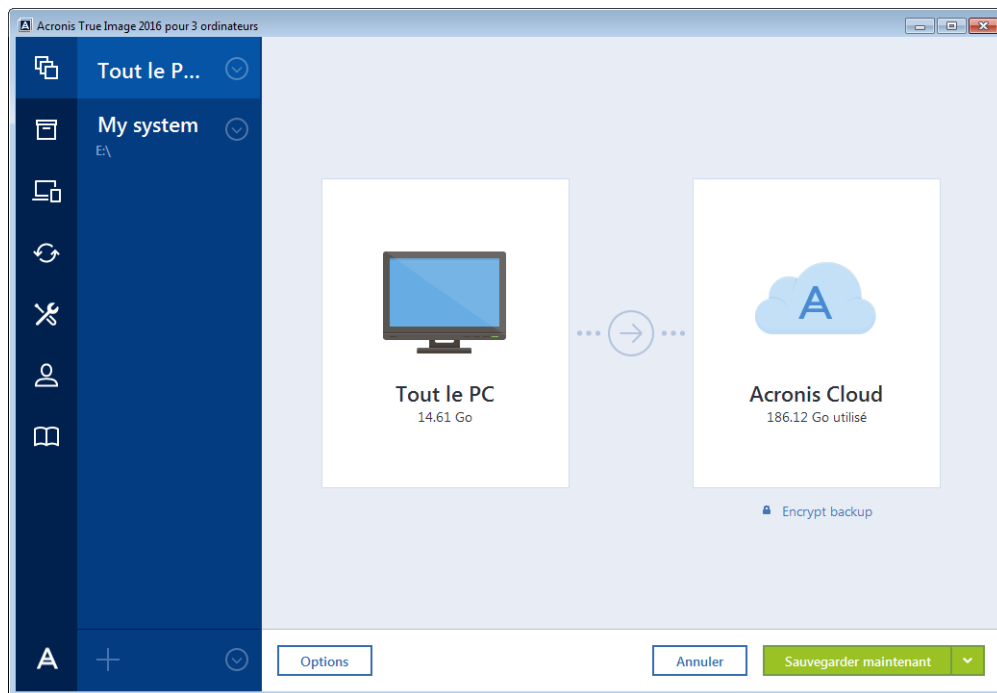 Acronis True Image 2016 pour 3 ordinateurs
Tout le P...
My system
E:\
Tout le PC
14.61 Go
Acronis Cloud
186.12 Go utilisé
Encrypt backup
Options
Annuler
Sauvegarder maintenant